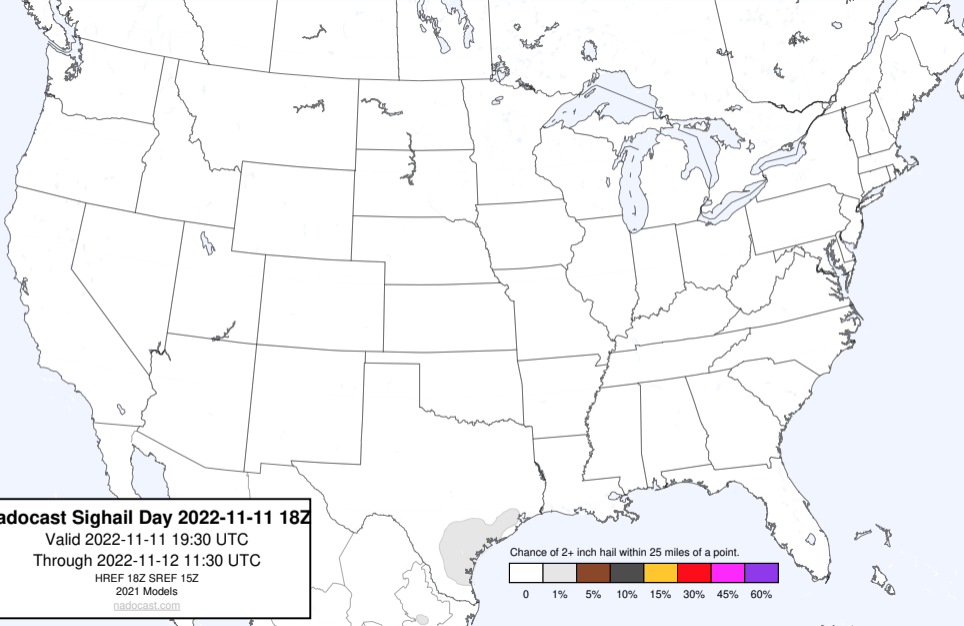 adocast Sighail Day 2022-11-11 18Z
Valid 2022-11-11 19:30 UTC
Through 2022-11-12 11:30 UTC
HREF 18Z SREF 15Z
2021 Models
nadocast.com
Chance of 2+ inch hail within 25 miles of a point.
0 1% 5% 10% 15% 30% 45% 60%